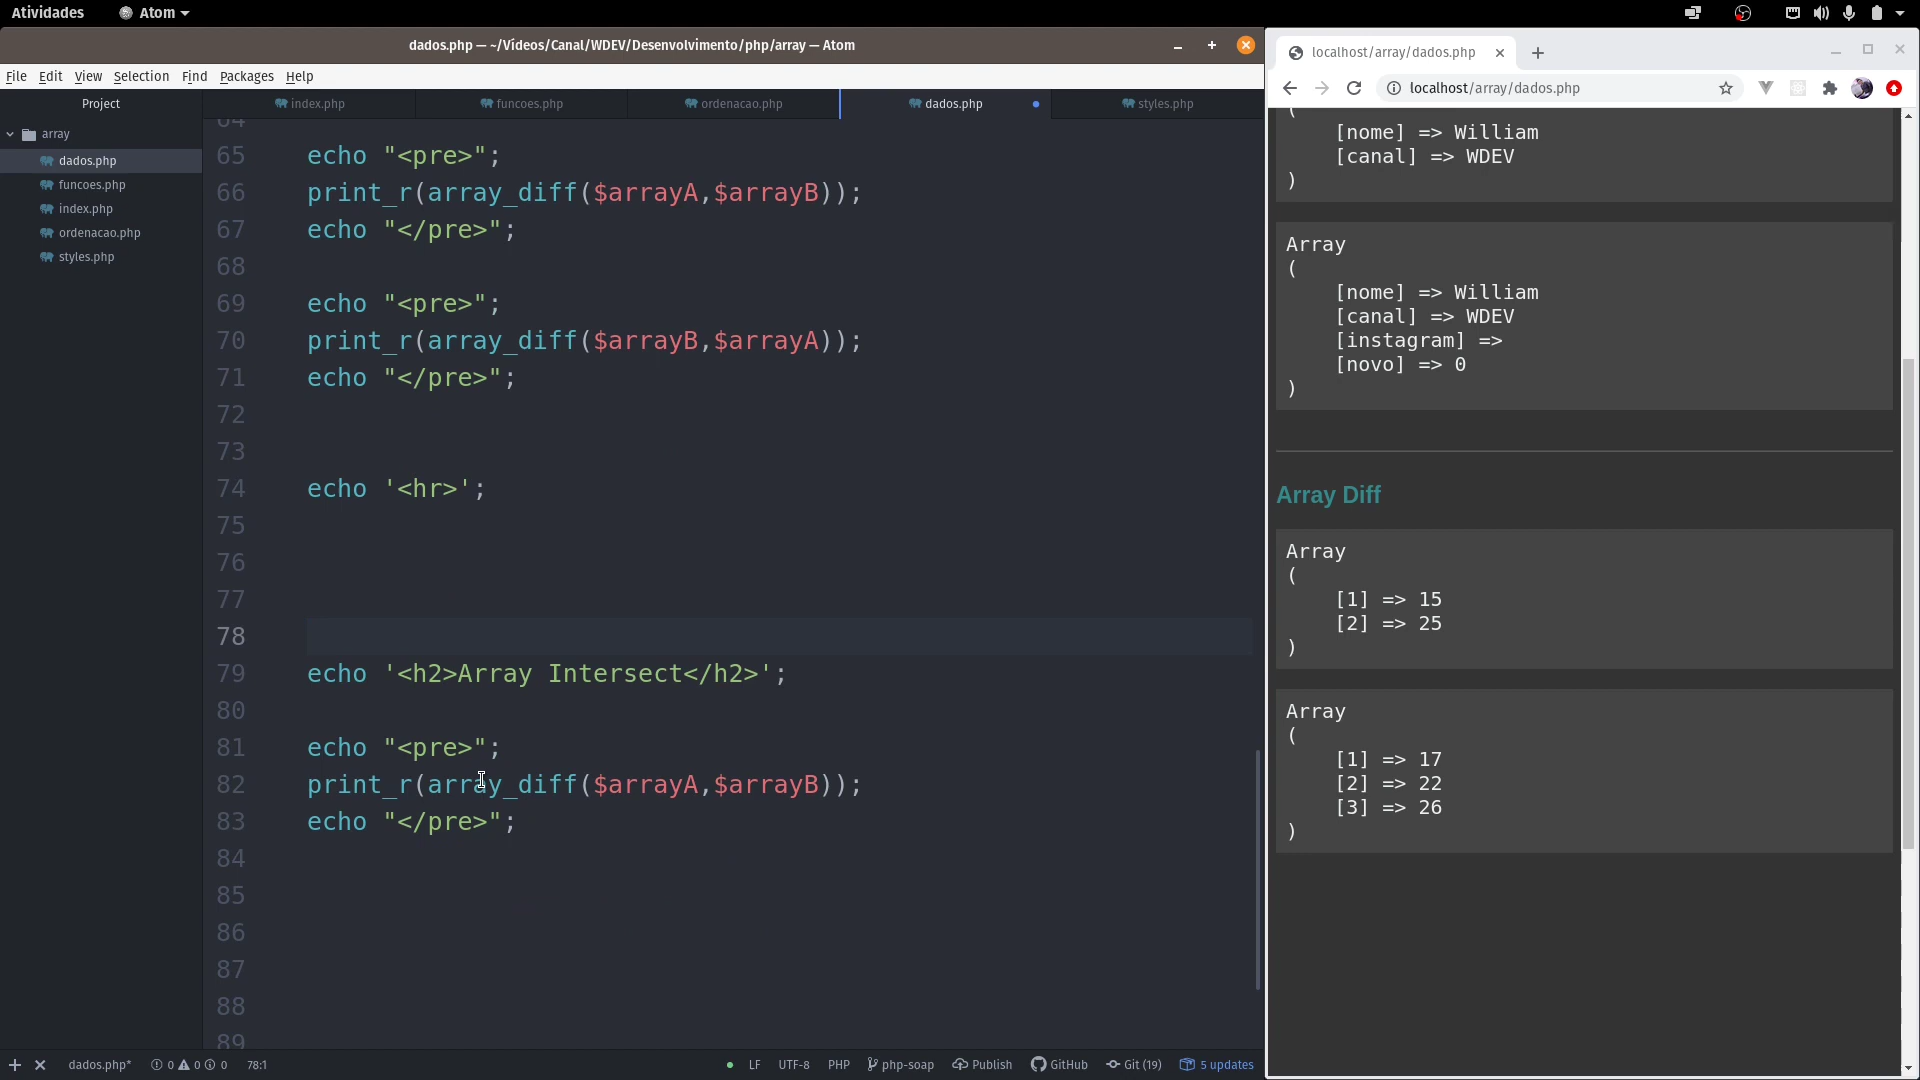 Atividades
Atom
dados.php — ~/Vídeos/Canal/WDEV/Desenvolvimento/php/array — Atom
File Edit View Selection Find Packages Help
Project
array
dados.php
funcoes.php
index.php
ordenacao.php
styles.php
index.php
funcoes.php
ordenacao.php
dados.php
styles.php
64
65 echo "<pre>";
66 print_r(array_diff($arrayA,$arrayB));
67 echo "</pre>";
68
69 echo "<pre>";
70 print_r(array_diff($arrayB,$arrayA));
71 echo "</pre>";
72
73
74 echo '<hr>';
75
76
77
78
79 echo '<h2>Array Intersect</h2>';
80
81 echo "<pre>";
82 print_r(array_diff($arrayA,$arrayB));
83 echo "</pre>";
84
85
86
87
88
89
dados.php* 0 0 0 78:1
LF UTF-8 PHP php-soap Publish GitHub Git (19) 5 updates
localhost/array/dados.php
localhost/array/dados.php
(
[nome] => William
[canal] => WDEV
)
Array
(
[nome] => William
[canal] => WDEV
[instagram] =>
[novo] => 0
)
Array Diff
Array
(
[1] => 15
[2] => 25
)
Array
(
[1] => 17
[2] => 22
[3] => 26
)